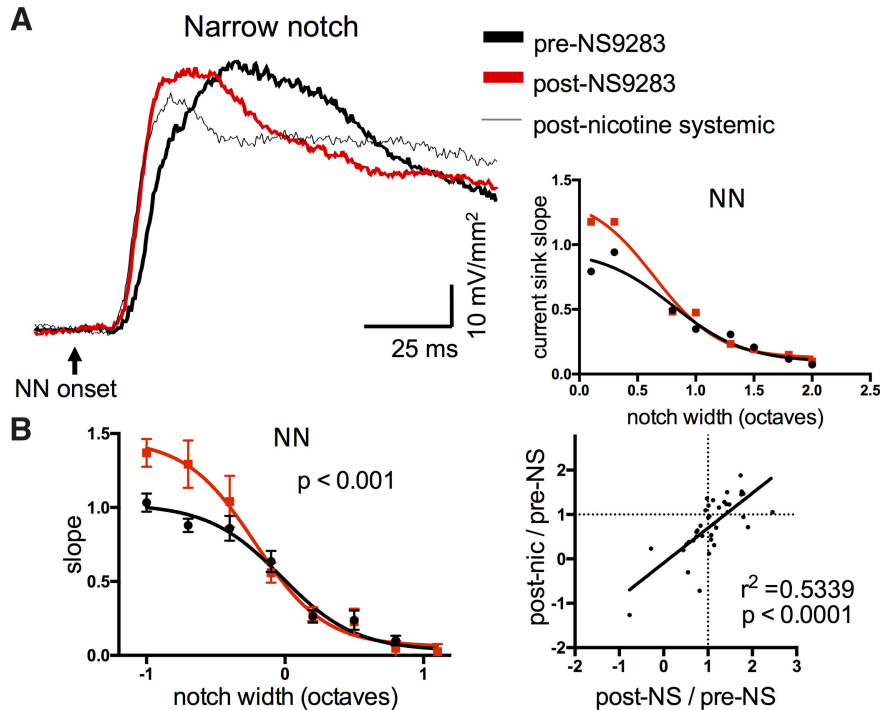 A
Narrow notch
pre-NS9283
post-NS9283
post-nicotine systemic
10 mV/mm²
25 ms
NN onset
NN
current sink slope
1.5
1.0
0.5
0.0
0.0 0.5 1.0 1.5 2.0 2.5
notch width (octaves)
B
NN
p < 0.001
slope
1.5
1.0
0.5
0.0
-1 0 1
notch width (octaves)
post-nic / pre-NS
2
1
0
-1
-2
r² =0.5339
p < 0.0001
-2 -1 0 1 2 3
post-NS / pre-NS